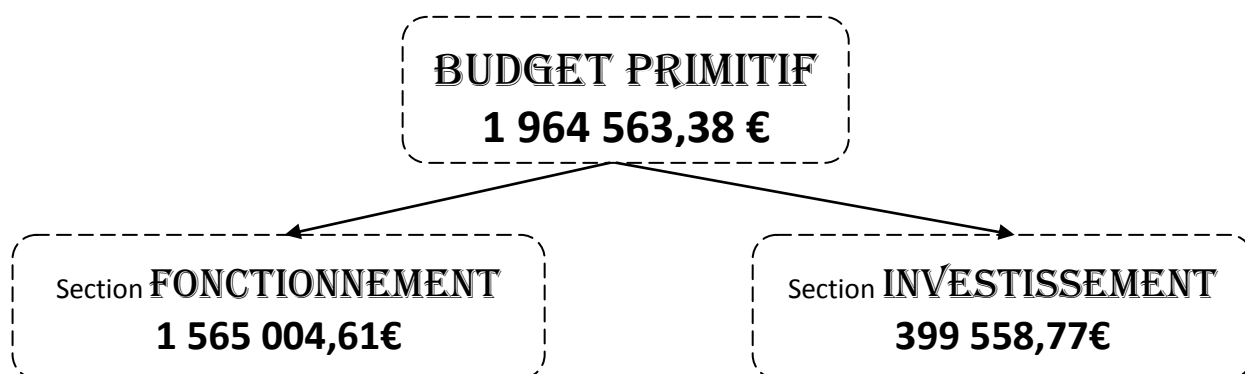 BUDGET PRIMITIF
1 964 563,38 €
Section FONCTIONNEMENT
1 565 004,61€
Section INVESTISSEMENT
399 558,77€